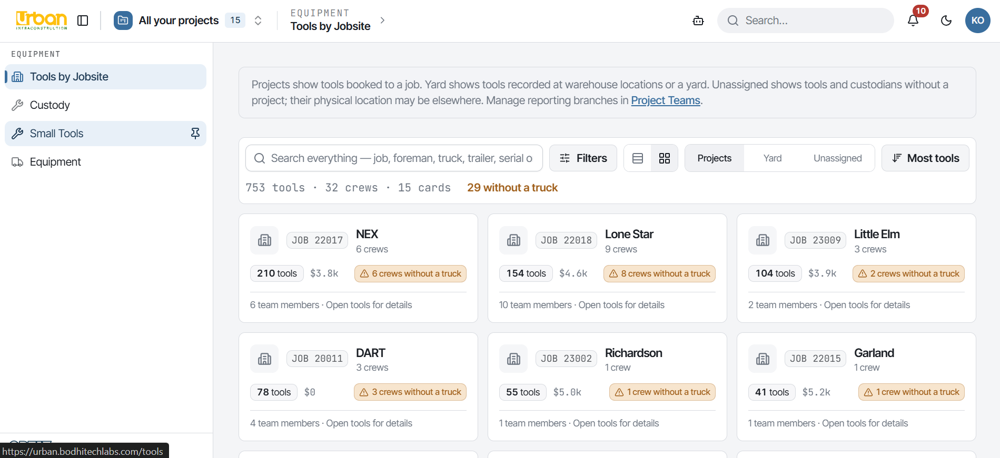 Urban
INFRACONSTRUCTION
All your projects 15
EQUIPMENT
Tools by Jobsite
Search...
10
KO
EQUIPMENT
Tools by Jobsite
Custody
Small Tools
Equipment
https://urban.bodhitechlabs.com/tools
Projects show tools booked to a job. Yard shows tools recorded at warehouse locations or a yard. Unassigned shows tools and custodians without a
project; their physical location may be elsewhere. Manage reporting branches in Project Teams.
Search everything — job, foreman, truck, trailer, serial o
Filters
Projects
Yard
Unassigned
Most tools
753 tools · 32 crews · 15 cards 29 without a truck
JOB 22017
NEX
6 crews
210 tools $3.8k 6 crews without a truck
6 team members · Open tools for details
JOB 22018
Lone Star
9 crews
154 tools $4.6k 8 crews without a truck
10 team members · Open tools for details
JOB 23009
Little Elm
3 crews
104 tools $3.9k 2 crews without a truck
2 team members · Open tools for details
JOB 20011
DART
3 crews
78 tools $0 3 crews without a truck
4 team members · Open tools for details
JOB 23002
Richardson
1 crew
55 tools $5.0k 1 crew without a truck
1 team members · Open tools for details
JOB 22015
Garland
1 crew
41 tools $5.2k 1 crew without a truck
1 team members · Open tools for details